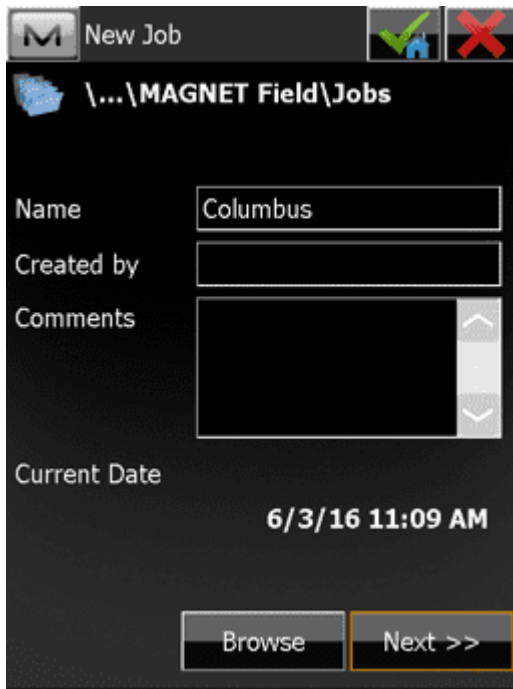 New Job
\...\MAGNET Field\Jobs
Name Columbus
Created by
Comments
Current Date
6/3/16 11:09 AM
Browse Next >>